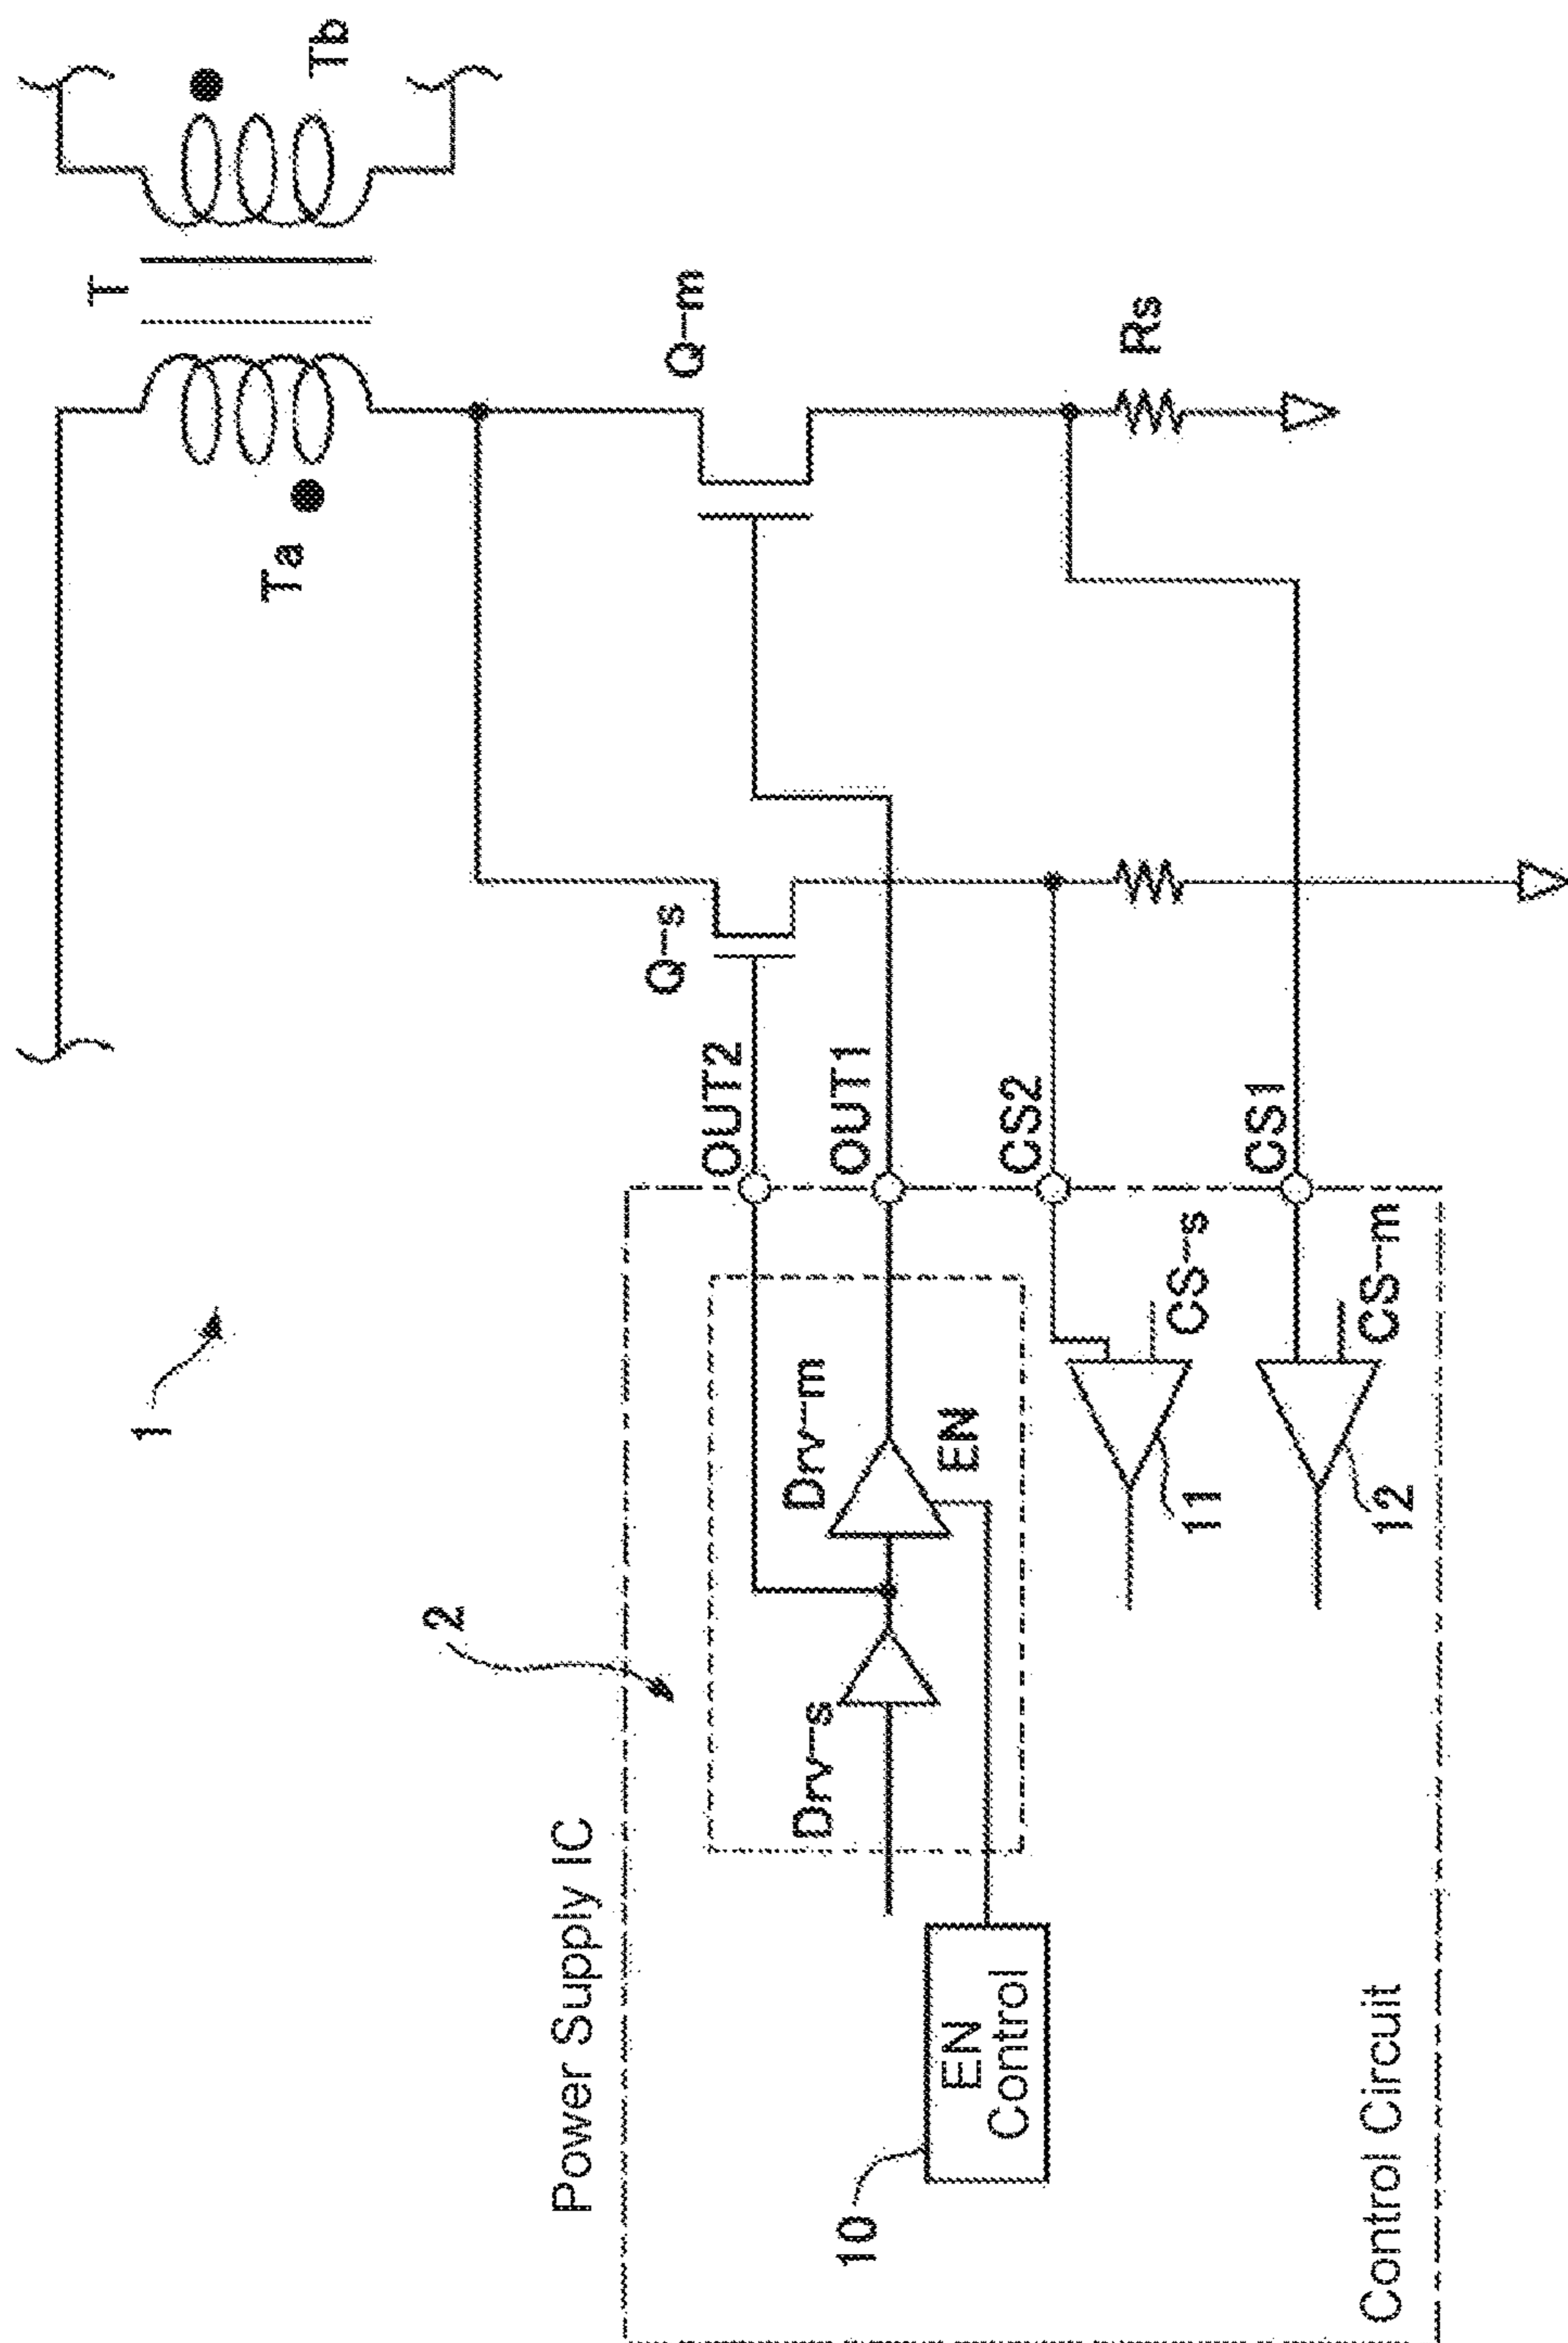 1
T
Ta
Tb
Q-m
Q-s
Rs
2
Power Supply IC
OUT2
OUT1
CS2
CS1
Drv-s
Drv-m
EN
CS-s
CS-m
11
12
10
EN
Control
Control Circuit